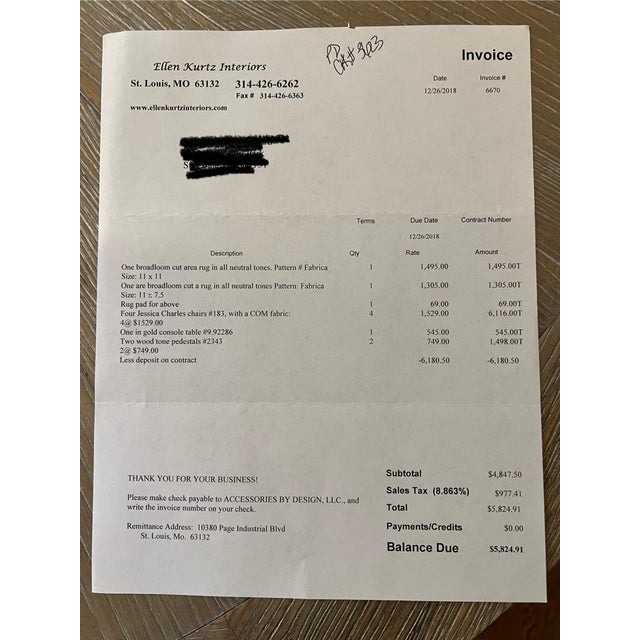 Ellen Kurtz Interiors
St. Louis, MO 63132 314-426-6262
Fax # 314-426-6363
www.ellenkurtzinteriors.com
PD
Invoice
Date Invoice #
12/26/2018 6670
Terms Due Date Contract Number
12/26/2018
Description Qty Rate Amount
One broadloom cut area rug in all neutral tones. Pattern # Fabrica 1 1,495.00 1,495.00T
Size: 11 x 11
One are broadloom cut rug in all neutral tones Pattern: Fabrica 1 1,305.00 1,305.00T
Size: 11 x 7.5
Rug pad for above 1 69.00 69.00T
Four Jessica Charles chairs #183, with a COM fabric: 4 1,529.00 6,116.00T
4@ $1529.00
One in gold console table #9.92286 1 545.00 545.00T
Two wood tone pedestals #2343 2 749.00 1,498.00T
2@ $749.00
Less deposit on contract -6,180.50 -6,180.50
THANK YOU FOR YOUR BUSINESS!
Please make check payable to ACCESSORIES BY DESIGN, LLC., and
write the invoice number on your check.
Remittance Address: 10380 Page Industrial Blvd
St. Louis, Mo. 63132
Subtotal $4,847.50
Sales Tax (8.863%) $977.41
Total $5,824.91
Payments/Credits $0.00
Balance Due $5,824.91